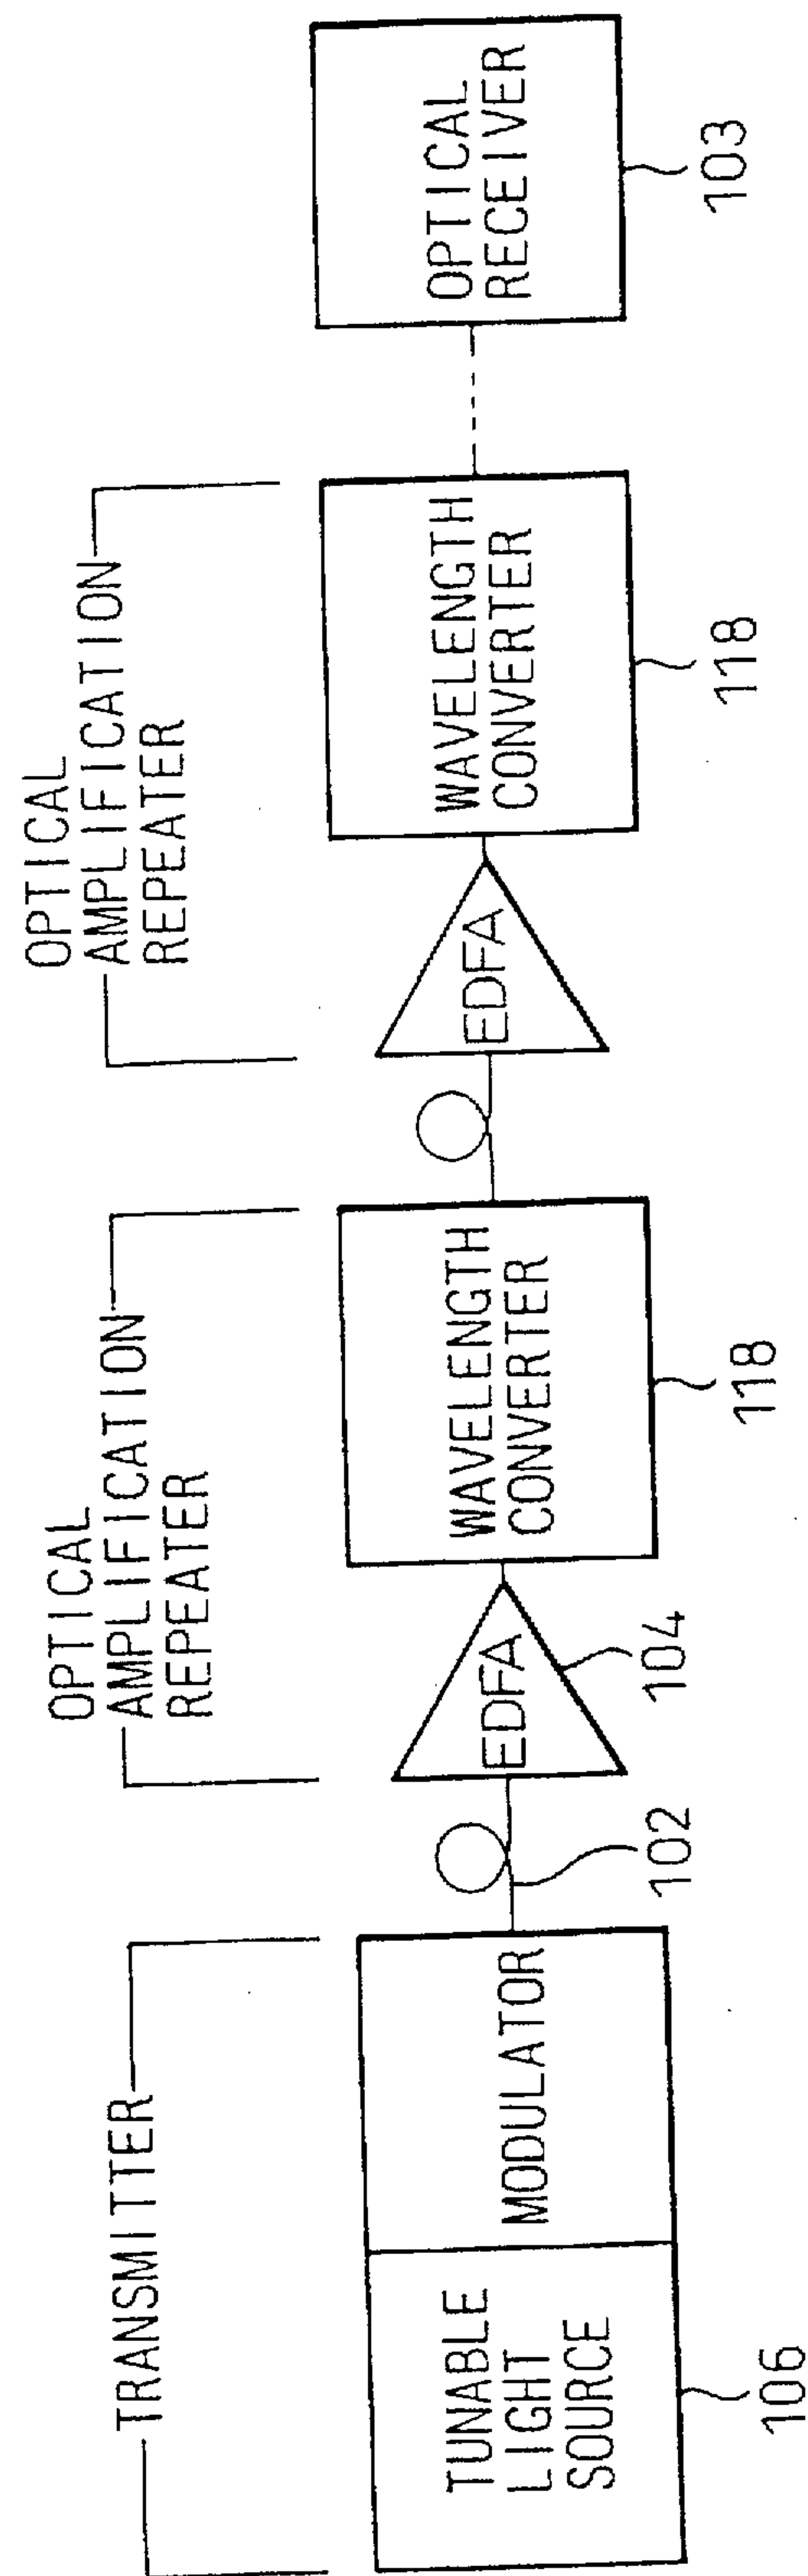 TRANSMITTER
TUNABLE
LIGHT
SOURCE
106
MODULATOR
102
OPTICAL
AMPLIFICATION
REPEATER
EDFA
104
WAVELENGTH
CONVERTER
118
OPTICAL
AMPLIFICATION
REPEATER
EDFA
WAVELENGTH
CONVERTER
118
OPTICAL
RECEIVER
103